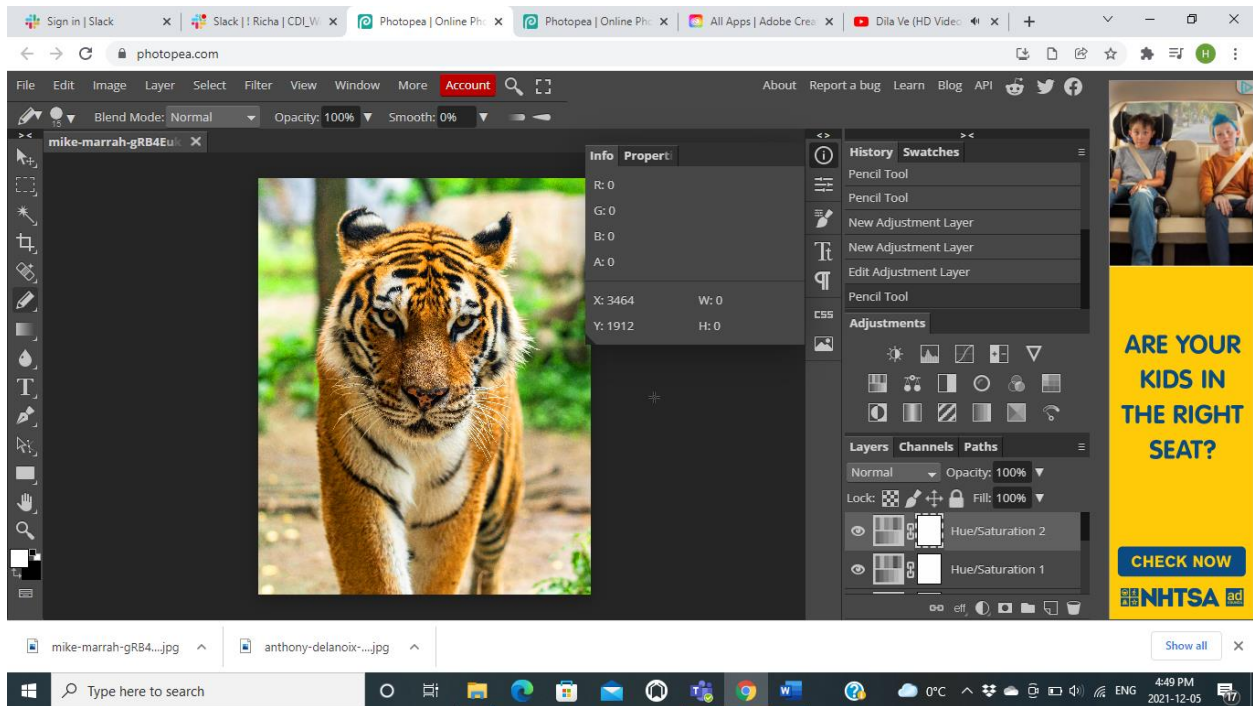 Sign in | Slack
Slack | ! Richa | CDI_W
Photopea | Online Pho
Photopea | Online Pho
All Apps | Adobe Crea
Dila Ve (HD Video
photopea.com
H
File Edit Image Layer Select Filter View Window More Account
About Report a bug Learn Blog API
15 Blend Mode: Normal Opacity: 100% Smooth: 0%
mike-marrah-gRB4Euk
Info Properti
R: 0
G: 0
B: 0
A: 0
X: 3464 W: 0
Y: 1912 H: 0
CSS
History Swatches
Pencil Tool
Pencil Tool
New Adjustment Layer
New Adjustment Layer
Edit Adjustment Layer
Pencil Tool
Adjustments
Layers Channels Paths
Normal Opacity: 100%
Lock: Fill: 100%
Hue/Saturation 2
Hue/Saturation 1
eff
ARE YOUR
KIDS IN
THE RIGHT
SEAT?
CHECK NOW
NHTSA ad
mike-marrah-gRB4....jpg
anthony-delanoix-....jpg
Show all
Type here to search
0°C
ENG
4:49 PM
2021-12-05
17